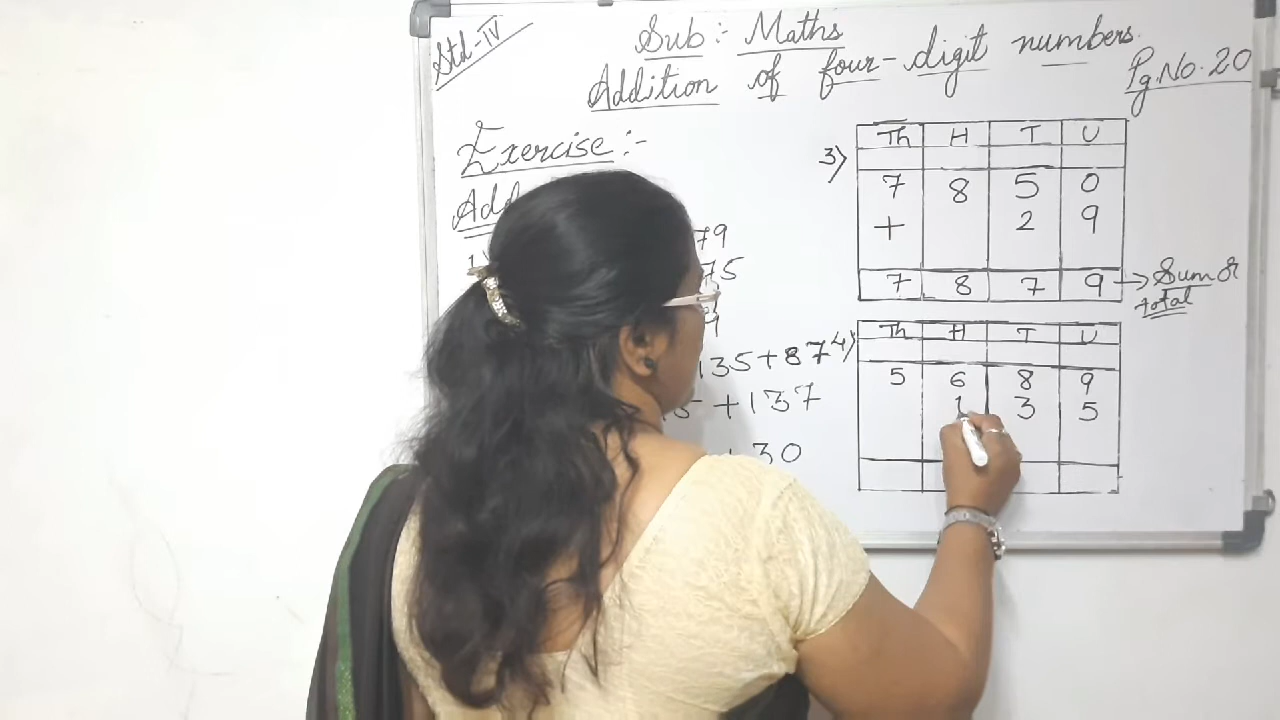 Std-IV
Sub:- Maths
Addition of four-digit numbers.
Pg.No.20
Exercise:-
Add
1)
79
75
9
135+87
+137
+30
3)
Th H T U
7 8 5 0
+ 2 9
7 8 7 9 → Sum or
total
4)
Th H T U
5 6 8 9
1 3 5